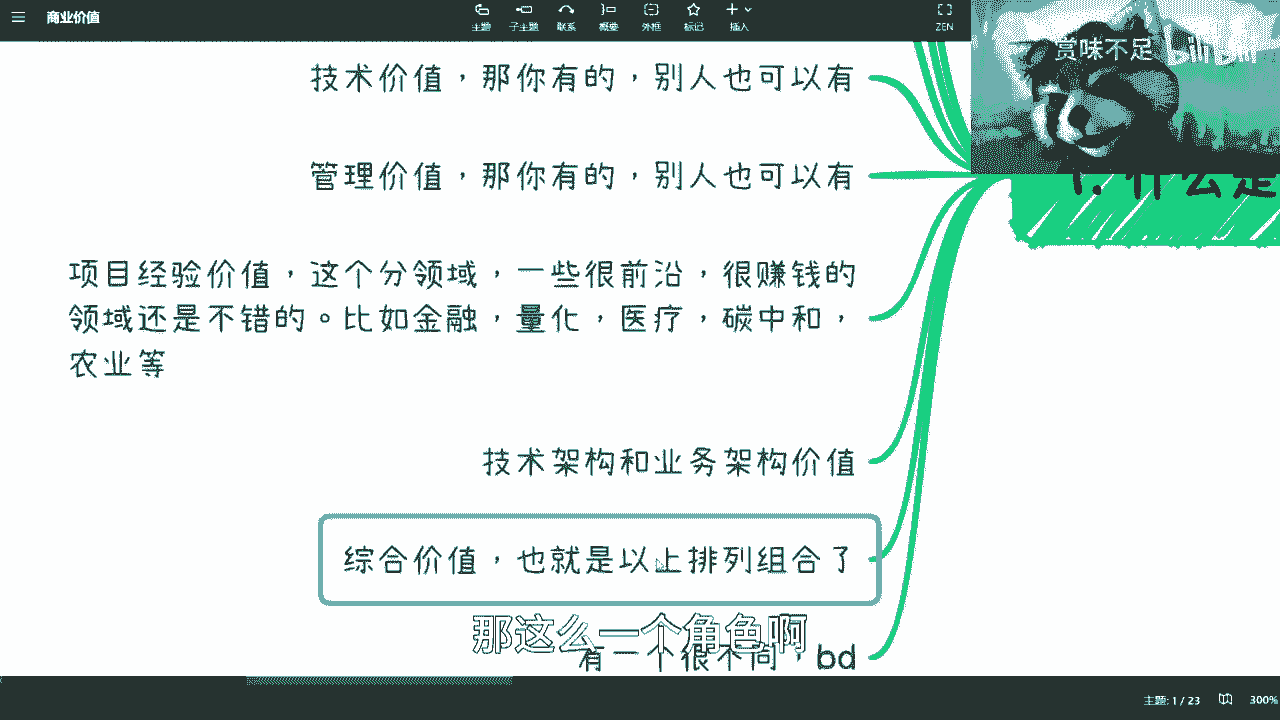 商业价值
主题 子主题 联系 概要 外框 标记 插入 ZEN
赏味不足
技术价值，那你有的，别人也可以有
管理价值，那你有的，别人也可以有
1. 什么是
项目经验价值，这个分领域，一些很前沿，很赚钱的
领域还是不错的。比如金融，量化，医疗，碳中和，
农业等
技术架构和业务架构价值
综合价值，也就是以上排列组合了
那这么一个角色啊
有一个很不同，bd
主题: 1 / 23 300%